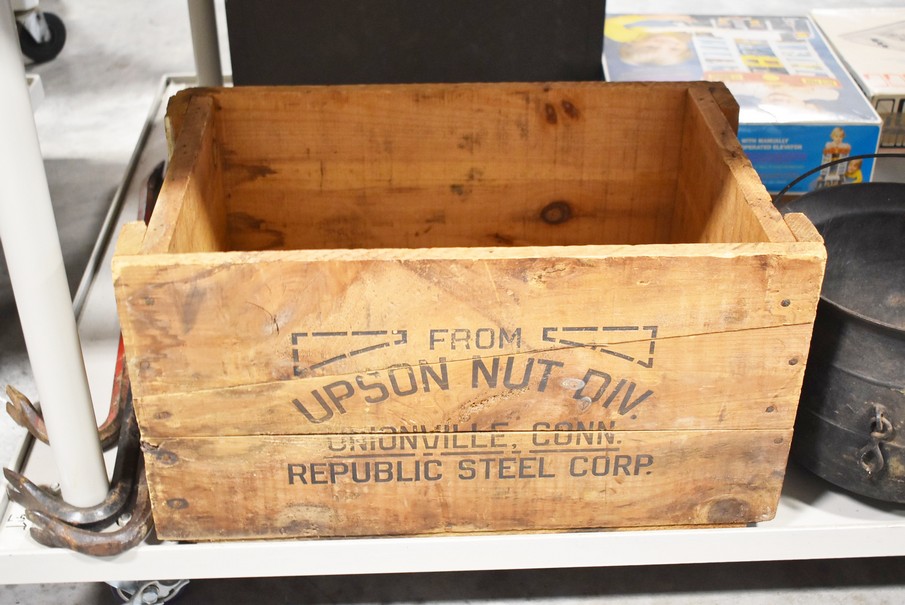 FROM
UPSON NUT DIV.
UNIONVILLE, CONN.
REPUBLIC STEEL CORP.